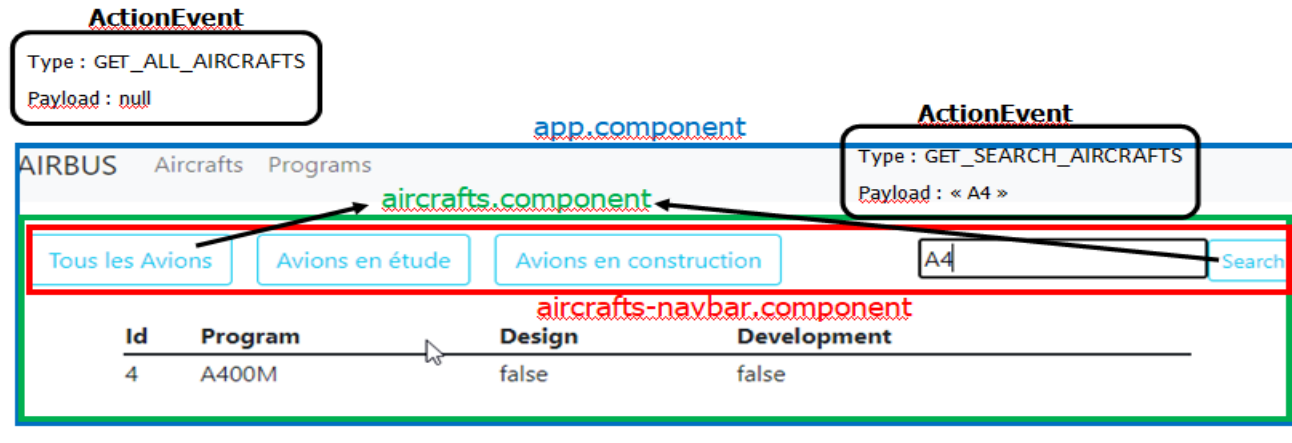 ActionEvent
Type : GET_ALL_AIRCRAFTS
Payload : null
app.component
ActionEvent
Type : GET_SEARCH_AIRCRAFTS
Payload : « A4 »
AIRBUS Aircrafts Programs
aircrafts.component
Tous les Avions Avions en étude Avions en construction A4 Search
aircrafts-navbar.component
Id Program Design Development
4 A400M false false